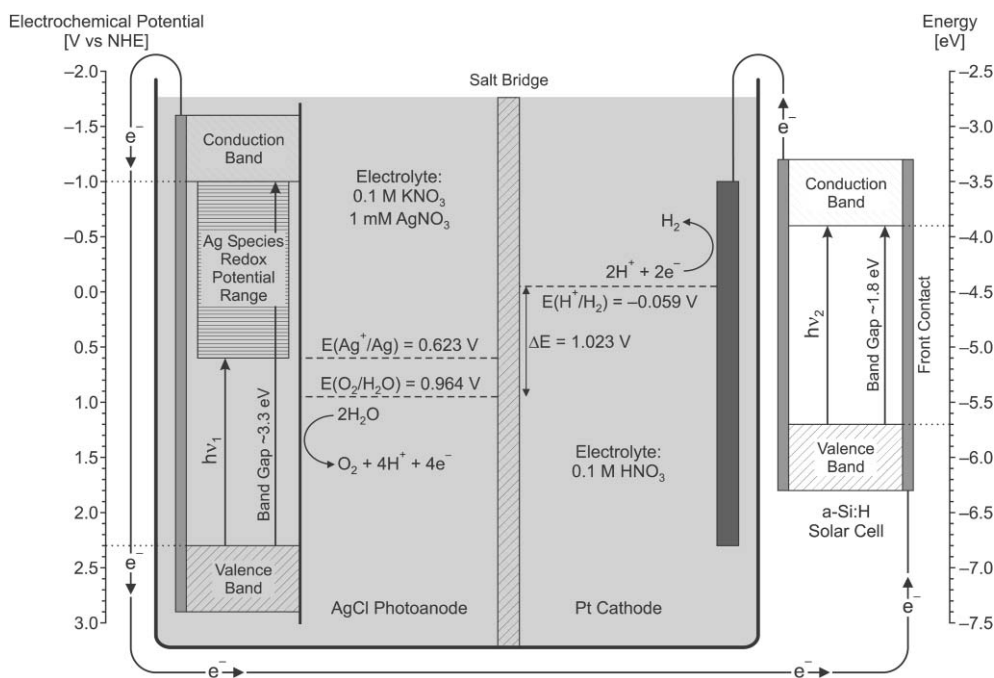 Electrochemical Potential
[V vs NHE]
Energy
[eV]
−2.0
−1.5
−1.0
−0.5
0.0
0.5
1.0
1.5
2.0
2.5
3.0
e⁻
e⁻
e⁻
e⁻
Conduction
Band
Ag Species
Redox
Potential
Range
hν₁
Band Gap ~3.3 eV
Valence
Band
Electrolyte:
0.1 M KNO₃
1 mM AgNO₃
E(Ag⁺/Ag) = 0.623 V
E(O₂/H₂O) = 0.964 V
2H₂O
O₂ + 4H⁺ + 4e⁻
AgCl Photoanode
Salt Bridge
H₂
2H⁺ + 2e⁻
E(H⁺/H₂) = −0.059 V
ΔE = 1.023 V
Electrolyte:
0.1 M HNO₃
Pt Cathode
e⁻
Conduction
Band
hν₂
Band Gap ~1.8 eV
Front Contact
Valence
Band
a-Si:H
Solar Cell
e⁻
e⁻
−2.5
−3.0
−3.5
−4.0
−4.5
−5.0
−5.5
−6.0
−6.5
−7.0
−7.5